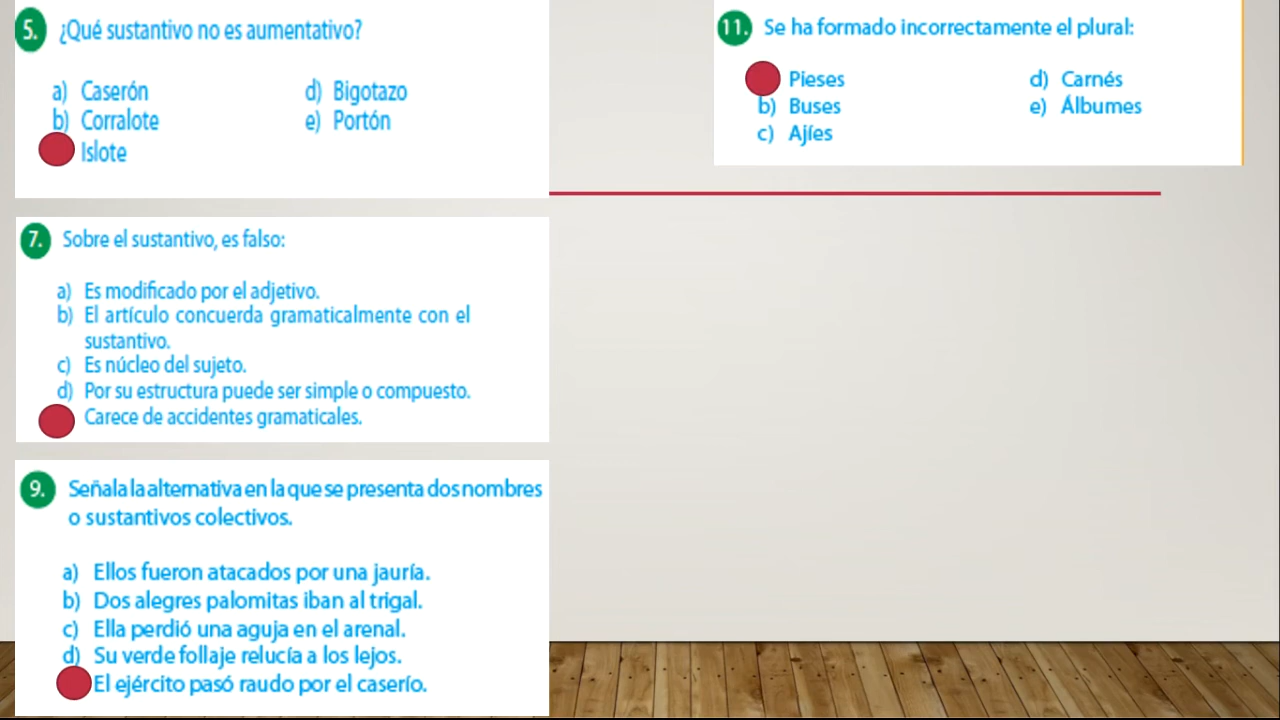 5. ¿Qué sustantivo no es aumentativo?
a) Caserón
b) Corralote
Islote
d) Bigotazo
e) Portón
7. Sobre el sustantivo, es falso:
a) Es modificado por el adjetivo.
b) El artículo concuerda gramaticalmente con el
sustantivo.
c) Es núcleo del sujeto.
d) Por su estructura puede ser simple o compuesto.
Carece de accidentes gramaticales.
9. Señala la alternativa en la que se presenta dos nombres
o sustantivos colectivos.
a) Ellos fueron atacados por una jauría.
b) Dos alegres palomitas iban al trigal.
c) Ella perdió una aguja en el arenal.
d) Su verde follaje relucía a los lejos.
El ejército pasó raudo por el caserío.
11. Se ha formado incorrectamente el plural:
Pieses
b) Buses
c) Ajíes
d) Carnés
e) Álbumes